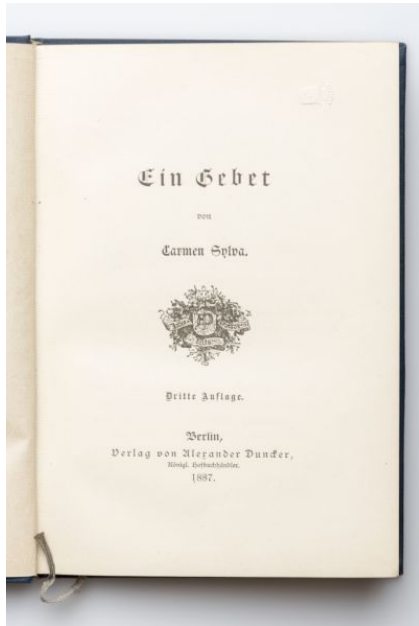 Ein Gebet
von
Carmen Sylva.
Dritte Auflage.
Berlin,
Verlag von Alexander Duncker,
Königl. Hofbuchhändler.
1887.